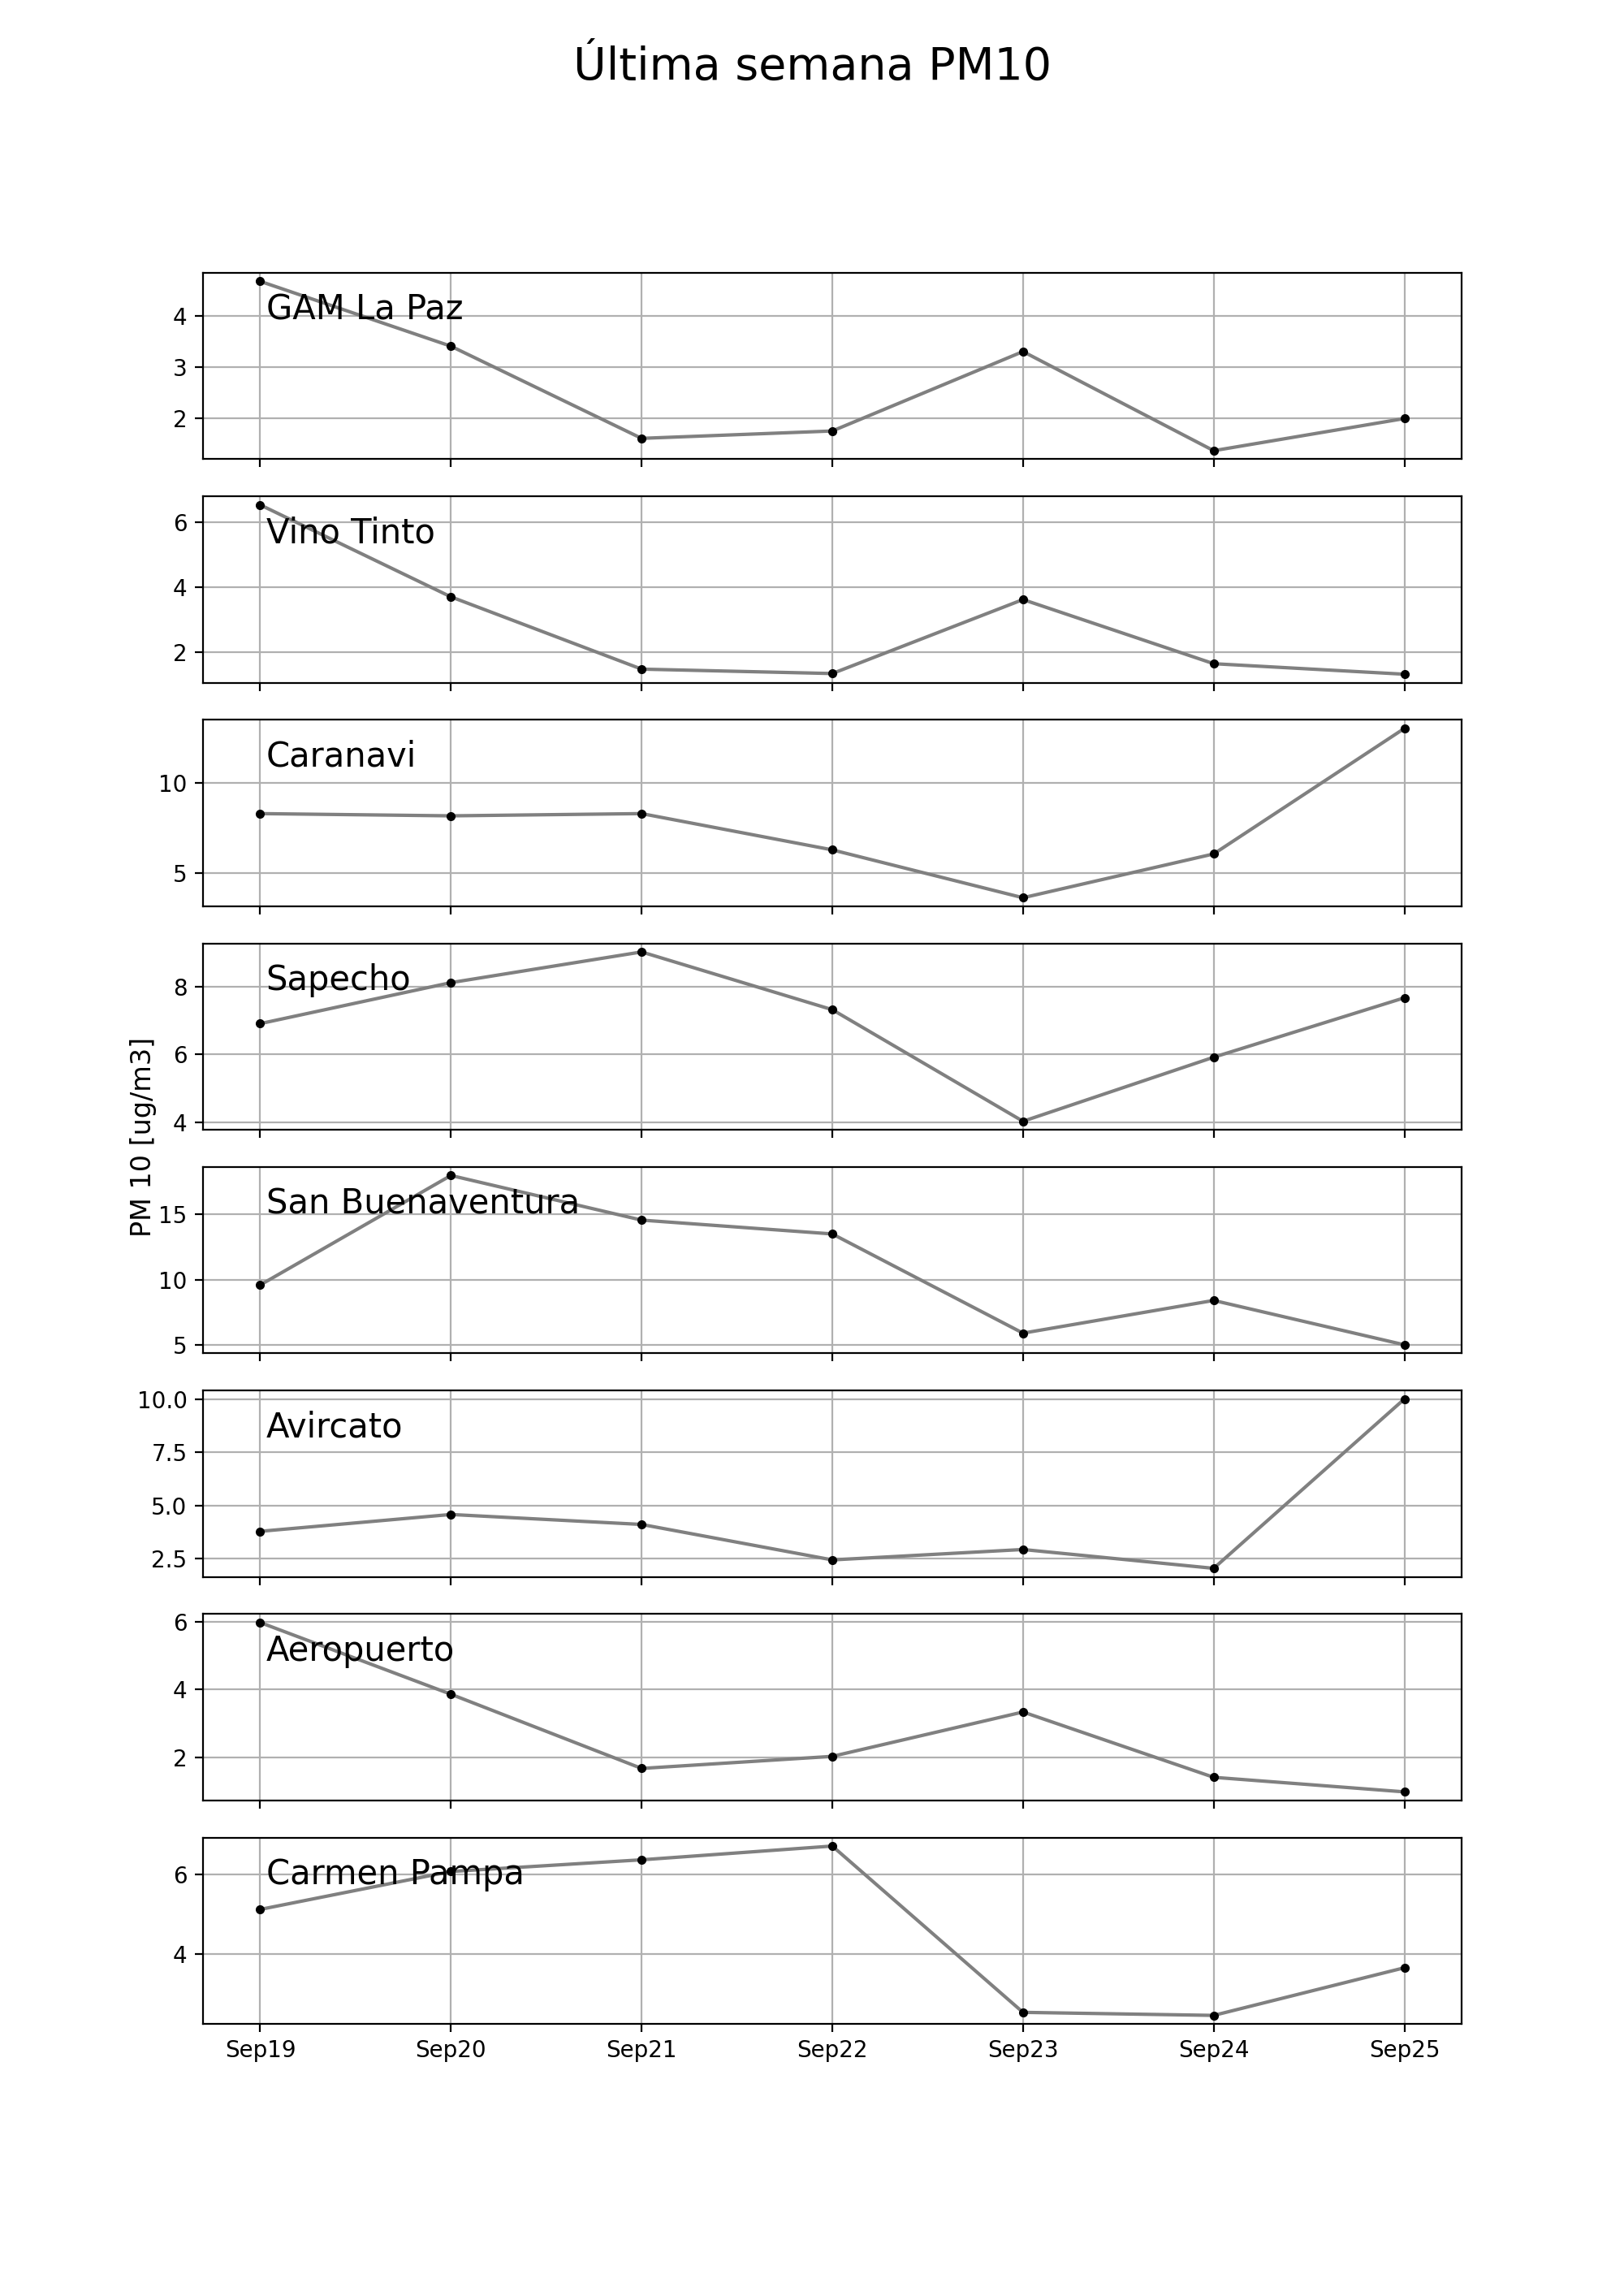 Última semana PM10
GAM La Paz
4
3
2
Vino Tinto
6
4
2
Caranavi
10
5
Sapecho
8
6
4
PM 10 [ug/m3]
San Buenaventura
15
10
5
Avircato
10.0
7.5
5.0
2.5
Aeropuerto
6
4
2
Carmen Pampa
6
4
Sep19 Sep20 Sep21 Sep22 Sep23 Sep24 Sep25